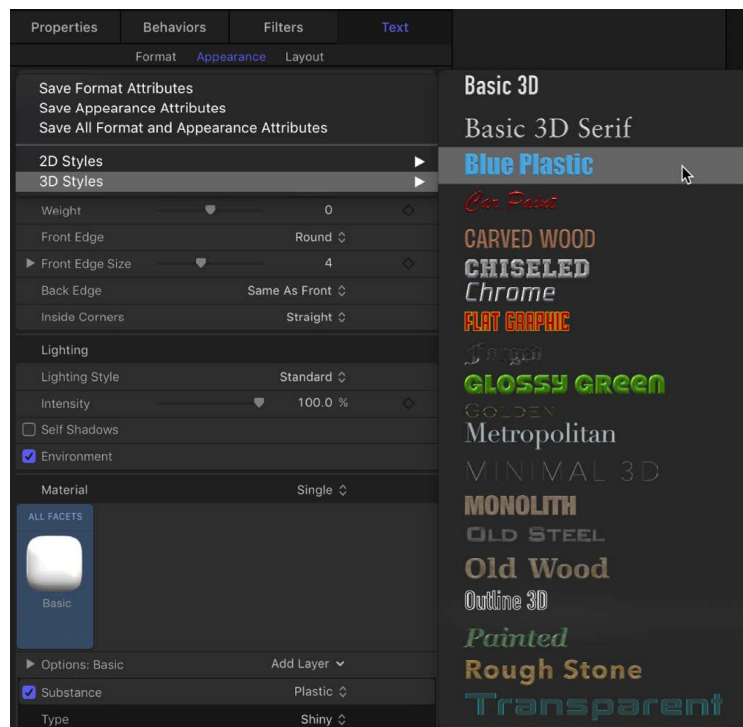 Properties Behaviors Filters Text
Format Appearance Layout
Save Format Attributes
Save Appearance Attributes
Save All Format and Appearance Attributes
2D Styles
3D Styles
Weight 0
Front Edge Round
Front Edge Size 4
Back Edge Same As Front
Inside Corners Straight
Lighting
Lighting Style Standard
Intensity 100.0 %
Self Shadows
Environment
Material Single
ALL FACETS
Basic
Options: Basic Add Layer
Substance Plastic
Type Shiny
Basic 3D
Basic 3D Serif
Blue Plastic
Car Paint
CARVED WOOD
CHISELED
Chrome
FLAT GRAPHIC
Forged
GLOSSY GREEN
GOLDEN
Metropolitan
MINIMAL 3D
MONOLITH
OLD STEEL
Old Wood
Outline 3D
Painted
Rough Stone
Transparent